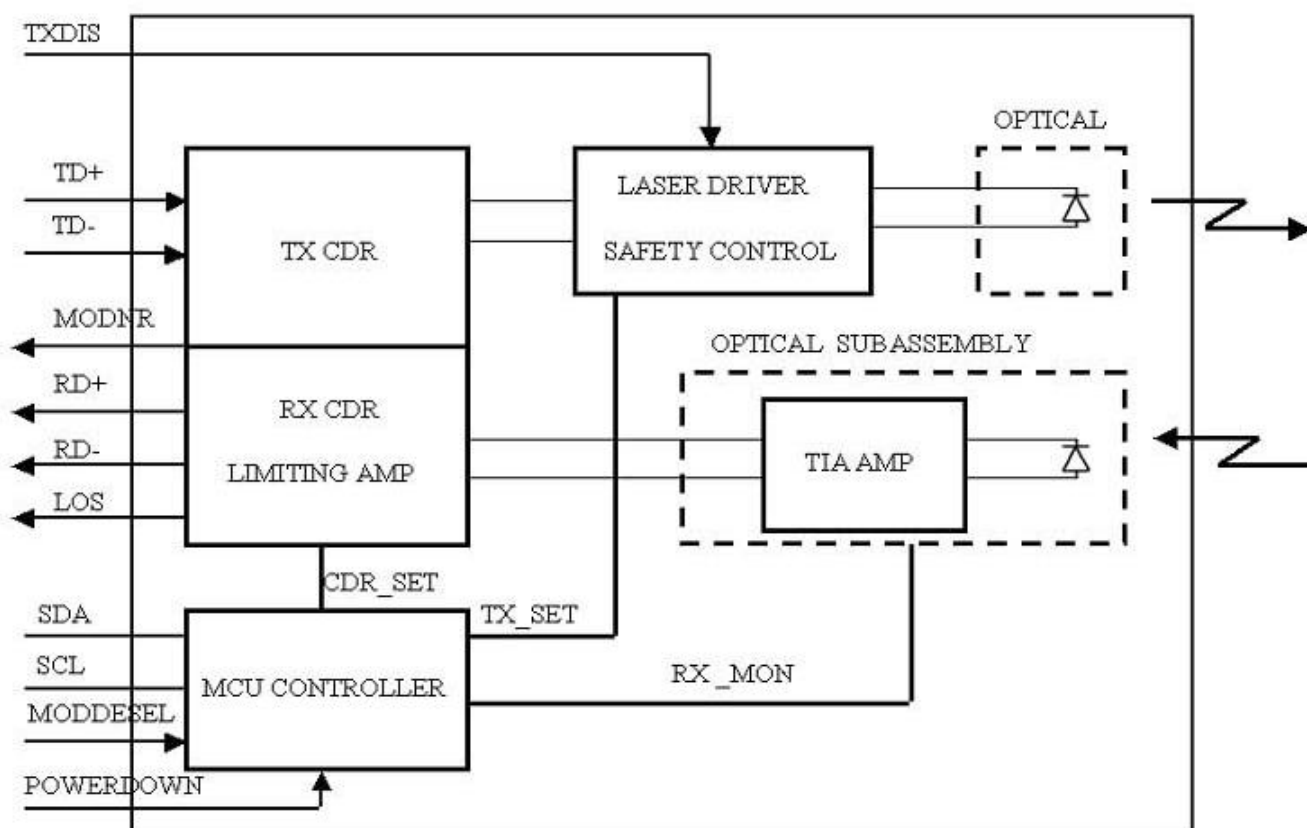 TXDIS
OPTICAL
TD+
TD-
TX CDR
LASER DRIVER
SAFETY CONTROL
MODNR
OPTICAL SUBASSEMBLY
RD+
RD-
LOS
RX CDR
LIMITING AMP
TIA AMP
CDR_SET
SDA
TX_SET
SCL
MCU CONTROLLER
RX_MON
MODDESEL
POWERDOWN